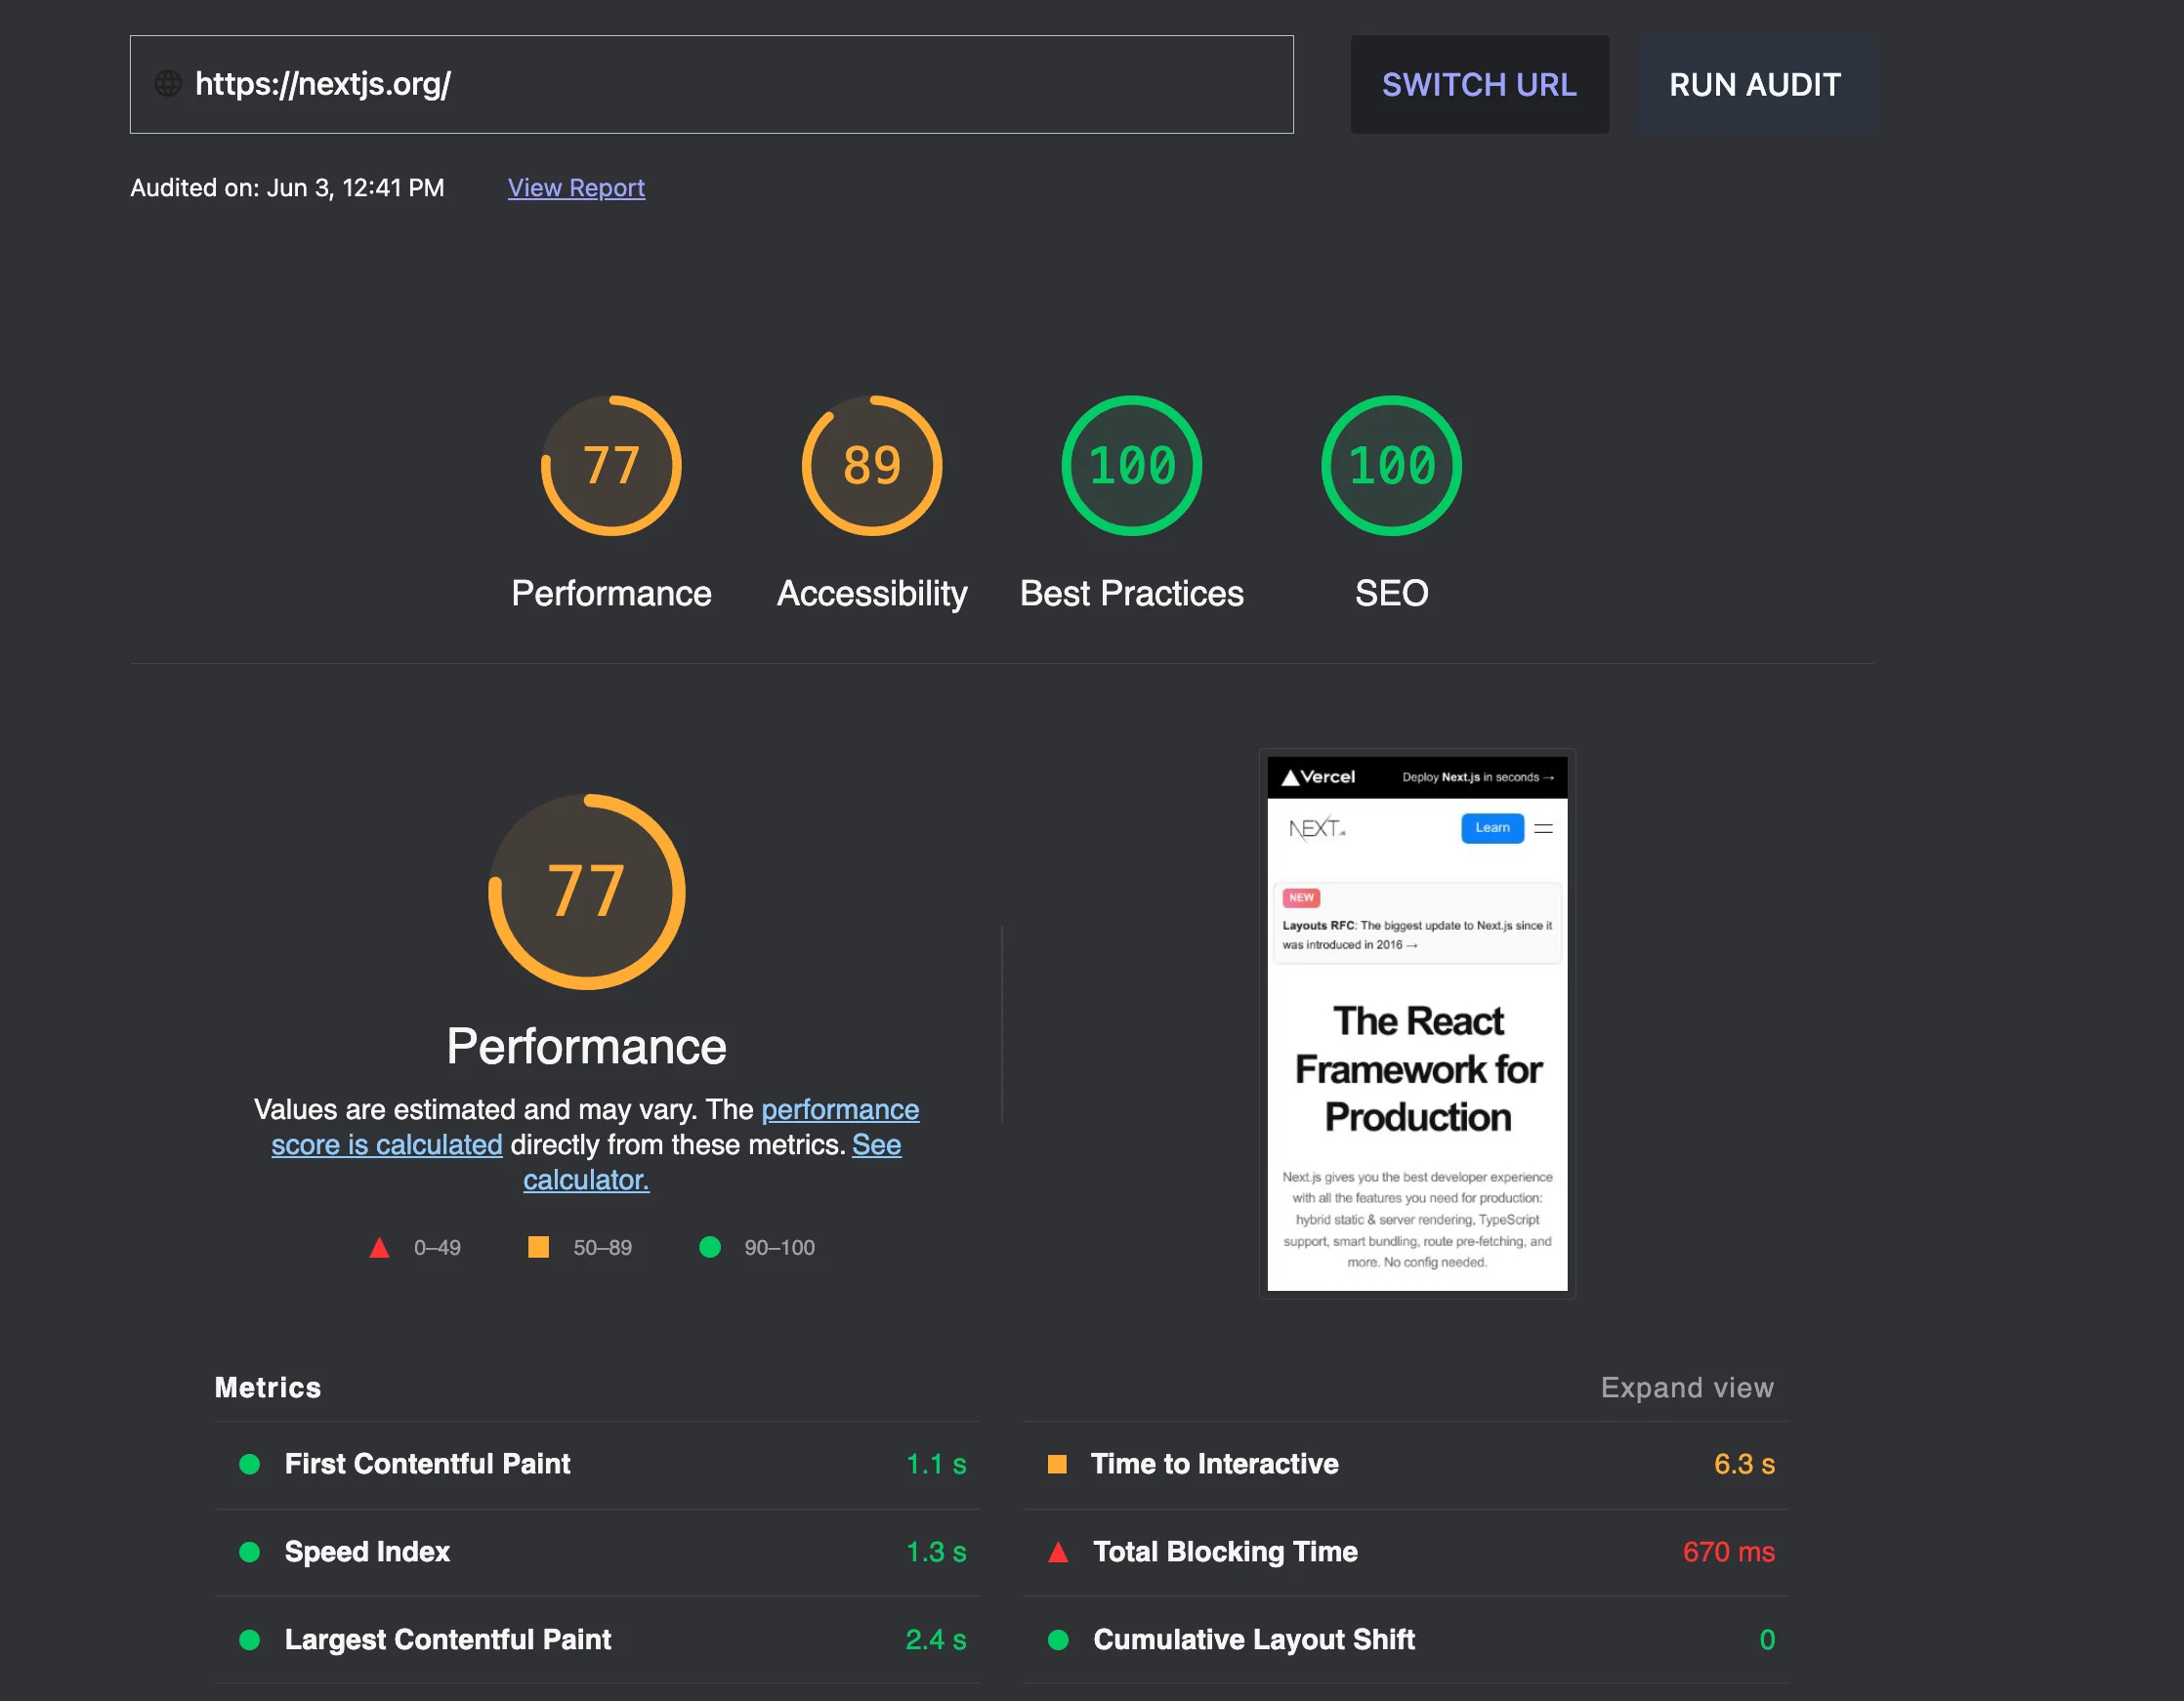 https://nextjs.org/
SWITCH URL
RUN AUDIT
Audited on: Jun 3, 12:41 PM
View Report
77
89
100
100
Performance
Accessibility
Best Practices
SEO
77
Performance
Values are estimated and may vary. The performance
score is calculated directly from these metrics. See
calculator.
0–49
50–89
90–100
Vercel
Deploy Next.js in seconds →
NEXT.JS
Learn
NEW
Layouts RFC: The biggest update to Next.js since it
was introduced in 2016 →
The React
Framework for
Production
Next.js gives you the best developer experience
with all the features you need for production:
hybrid static & server rendering, TypeScript
support, smart bundling, route pre-fetching, and
more. No config needed.
Metrics
Expand view
First Contentful Paint
1.1 s
Time to Interactive
6.3 s
Speed Index
1.3 s
Total Blocking Time
670 ms
Largest Contentful Paint
2.4 s
Cumulative Layout Shift
0